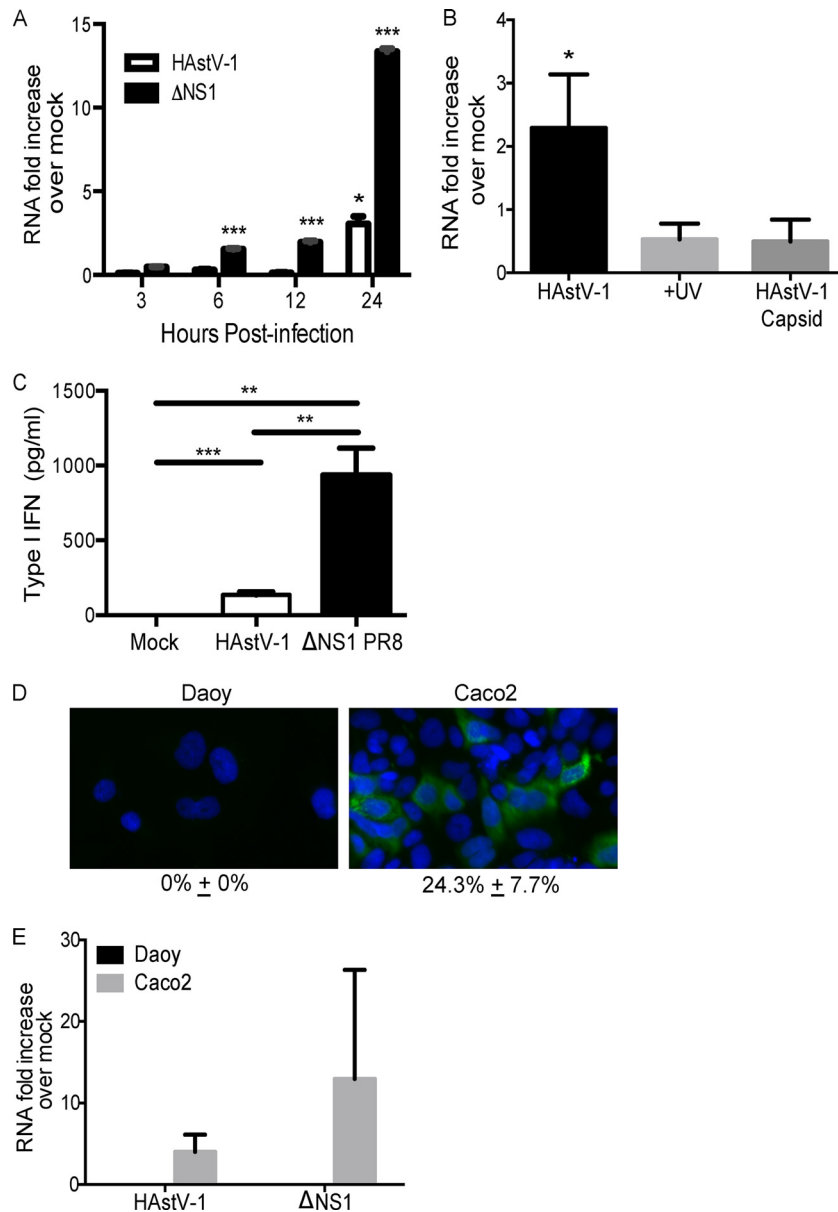 A
RNA fold increase
over mock
15
10
5
0
HAstV-1
ΔNS1
***
***
***
*
3 6 12 24
Hours Post-infection
B
RNA fold increase
over mock
4
3
2
1
0
*
HAstV-1 +UV HAstV-1
Capsid
C
Type I IFN (pg/ml)
1500
1000
500
0
**
**
***
Mock HAstV-1 ΔNS1 PR8
D
Daoy Caco2
0% ± 0% 24.3% ± 7.7%
E
RNA fold increase
over mock
30
20
10
0
Daoy
Caco2
HAstV-1 ΔNS1